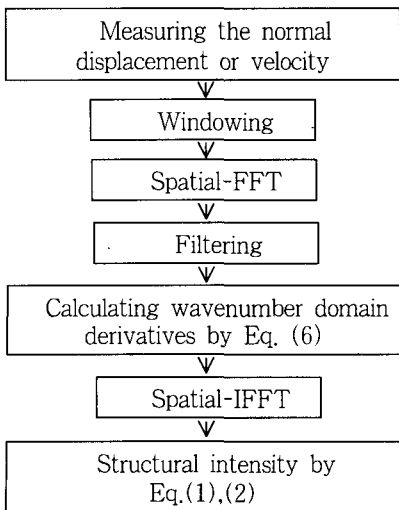 Measuring the normal
displacement or velocity
Windowing
Spatial-FFT
Filtering
Calculating wavenumber domain
derivatives by Eq. (6)
Spatial-IFFT
Structural intensity by
Eq.(1),(2)